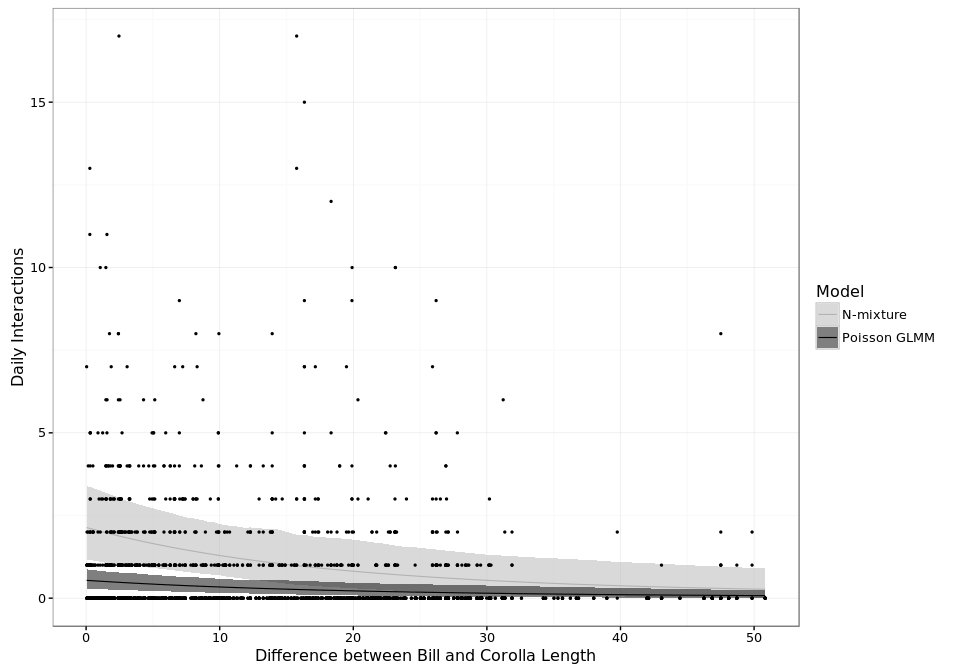 15
10
5
0
0
10
20
30
40
50
Daily Interactions
Difference between Bill and Corolla Length
Model
N-mixture
Poisson GLMM